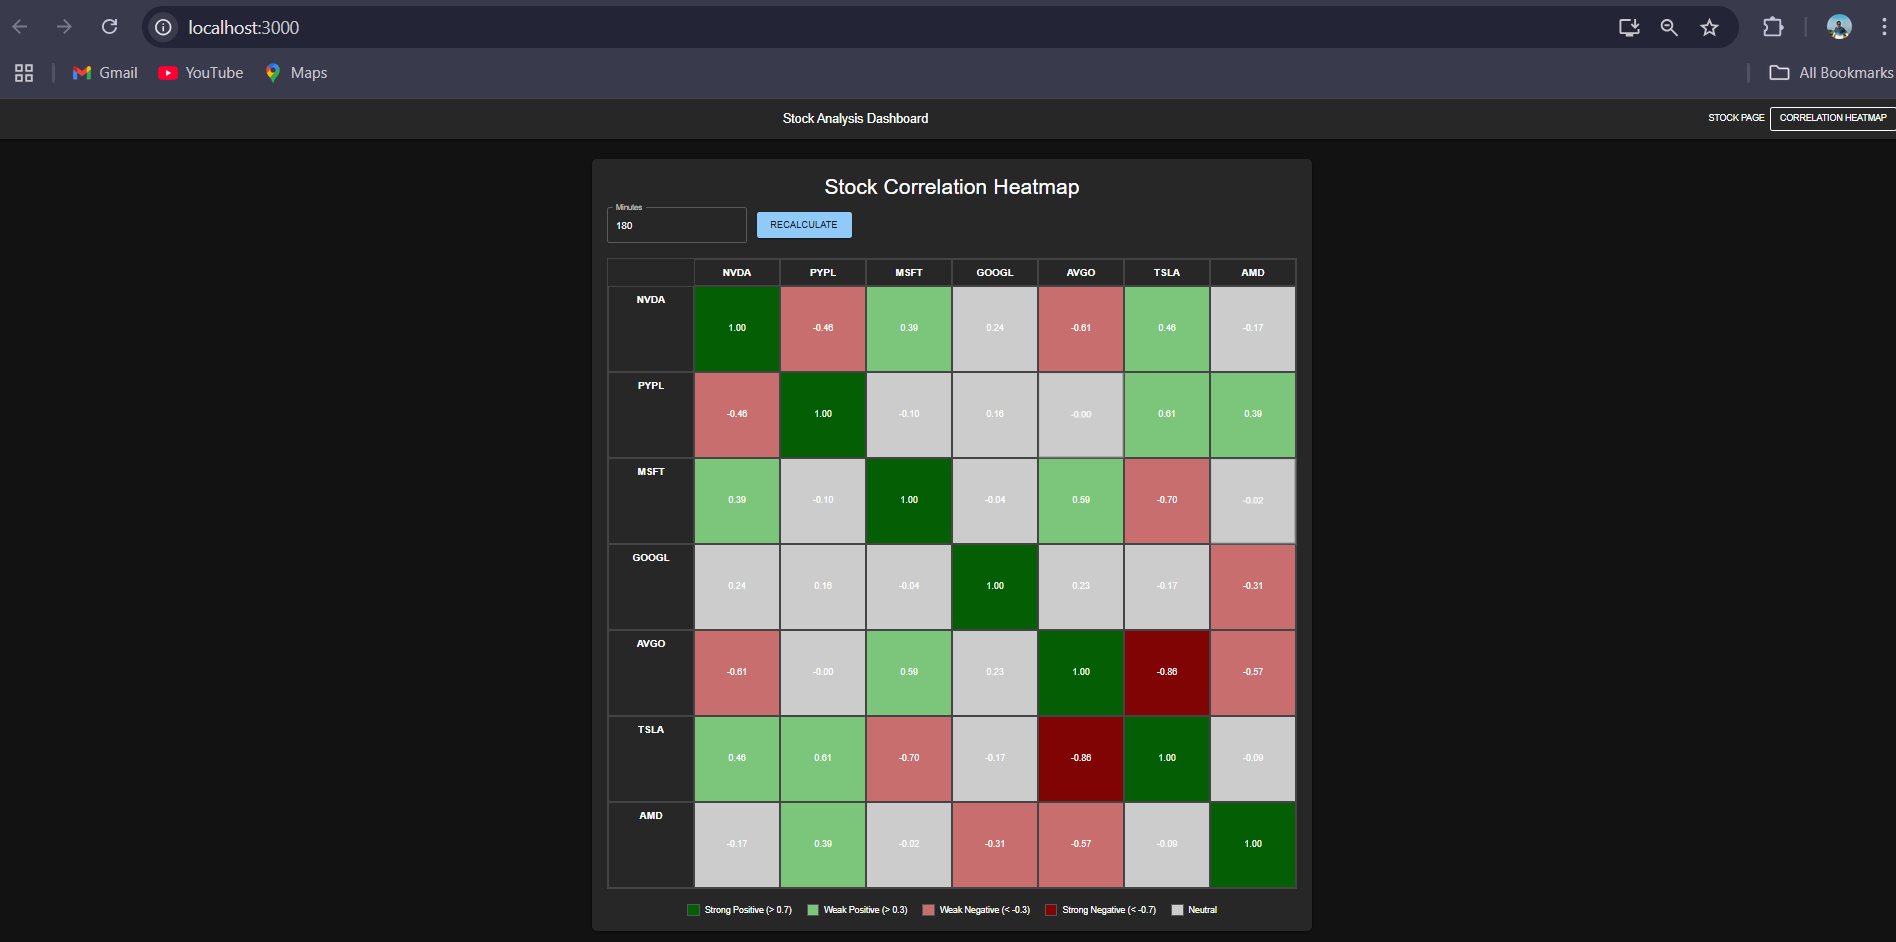 localhost:3000
Gmail YouTube Maps All Bookmarks
Stock Analysis Dashboard STOCK PAGE CORRELATION HEATMAP
Stock Correlation Heatmap
Minutes
180 RECALCULATE
NVDA PYPL MSFT GOOGL AVGO TSLA AMD
NVDA 1.00 -0.46 0.39 0.24 -0.61 0.46 -0.17
PYPL -0.46 1.00 -0.10 0.16 -0.00 0.61 0.39
MSFT 0.39 -0.10 1.00 -0.04 0.59 -0.70 -0.02
GOOGL 0.24 0.16 -0.04 1.00 0.23 -0.17 -0.31
AVGO -0.61 -0.00 0.59 0.23 1.00 -0.86 -0.57
TSLA 0.46 0.61 -0.70 -0.17 -0.86 1.00 -0.09
AMD -0.17 0.39 -0.02 -0.31 -0.57 -0.09 1.00
Strong Positive (> 0.7) Weak Positive (> 0.3) Weak Negative (< -0.3) Strong Negative (< -0.7) Neutral